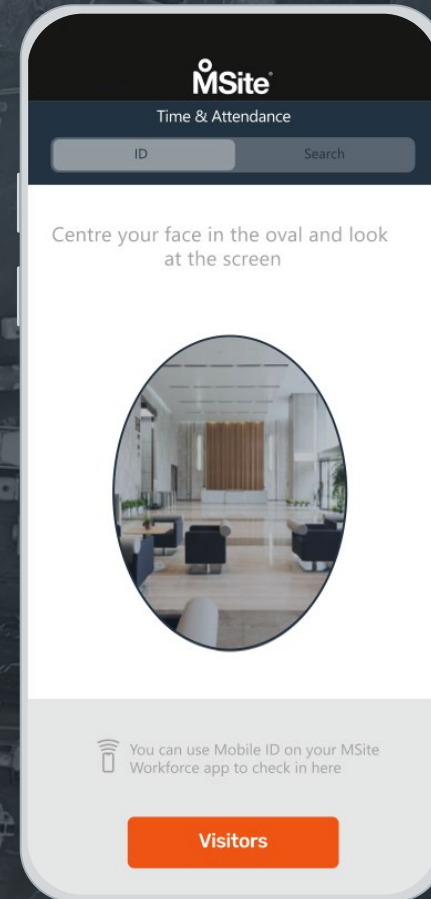 MSite®
Time & Attendance
ID
Search
Centre your face in the oval and look
at the screen
You can use Mobile ID on your MSite
Workforce app to check in here
Visitors